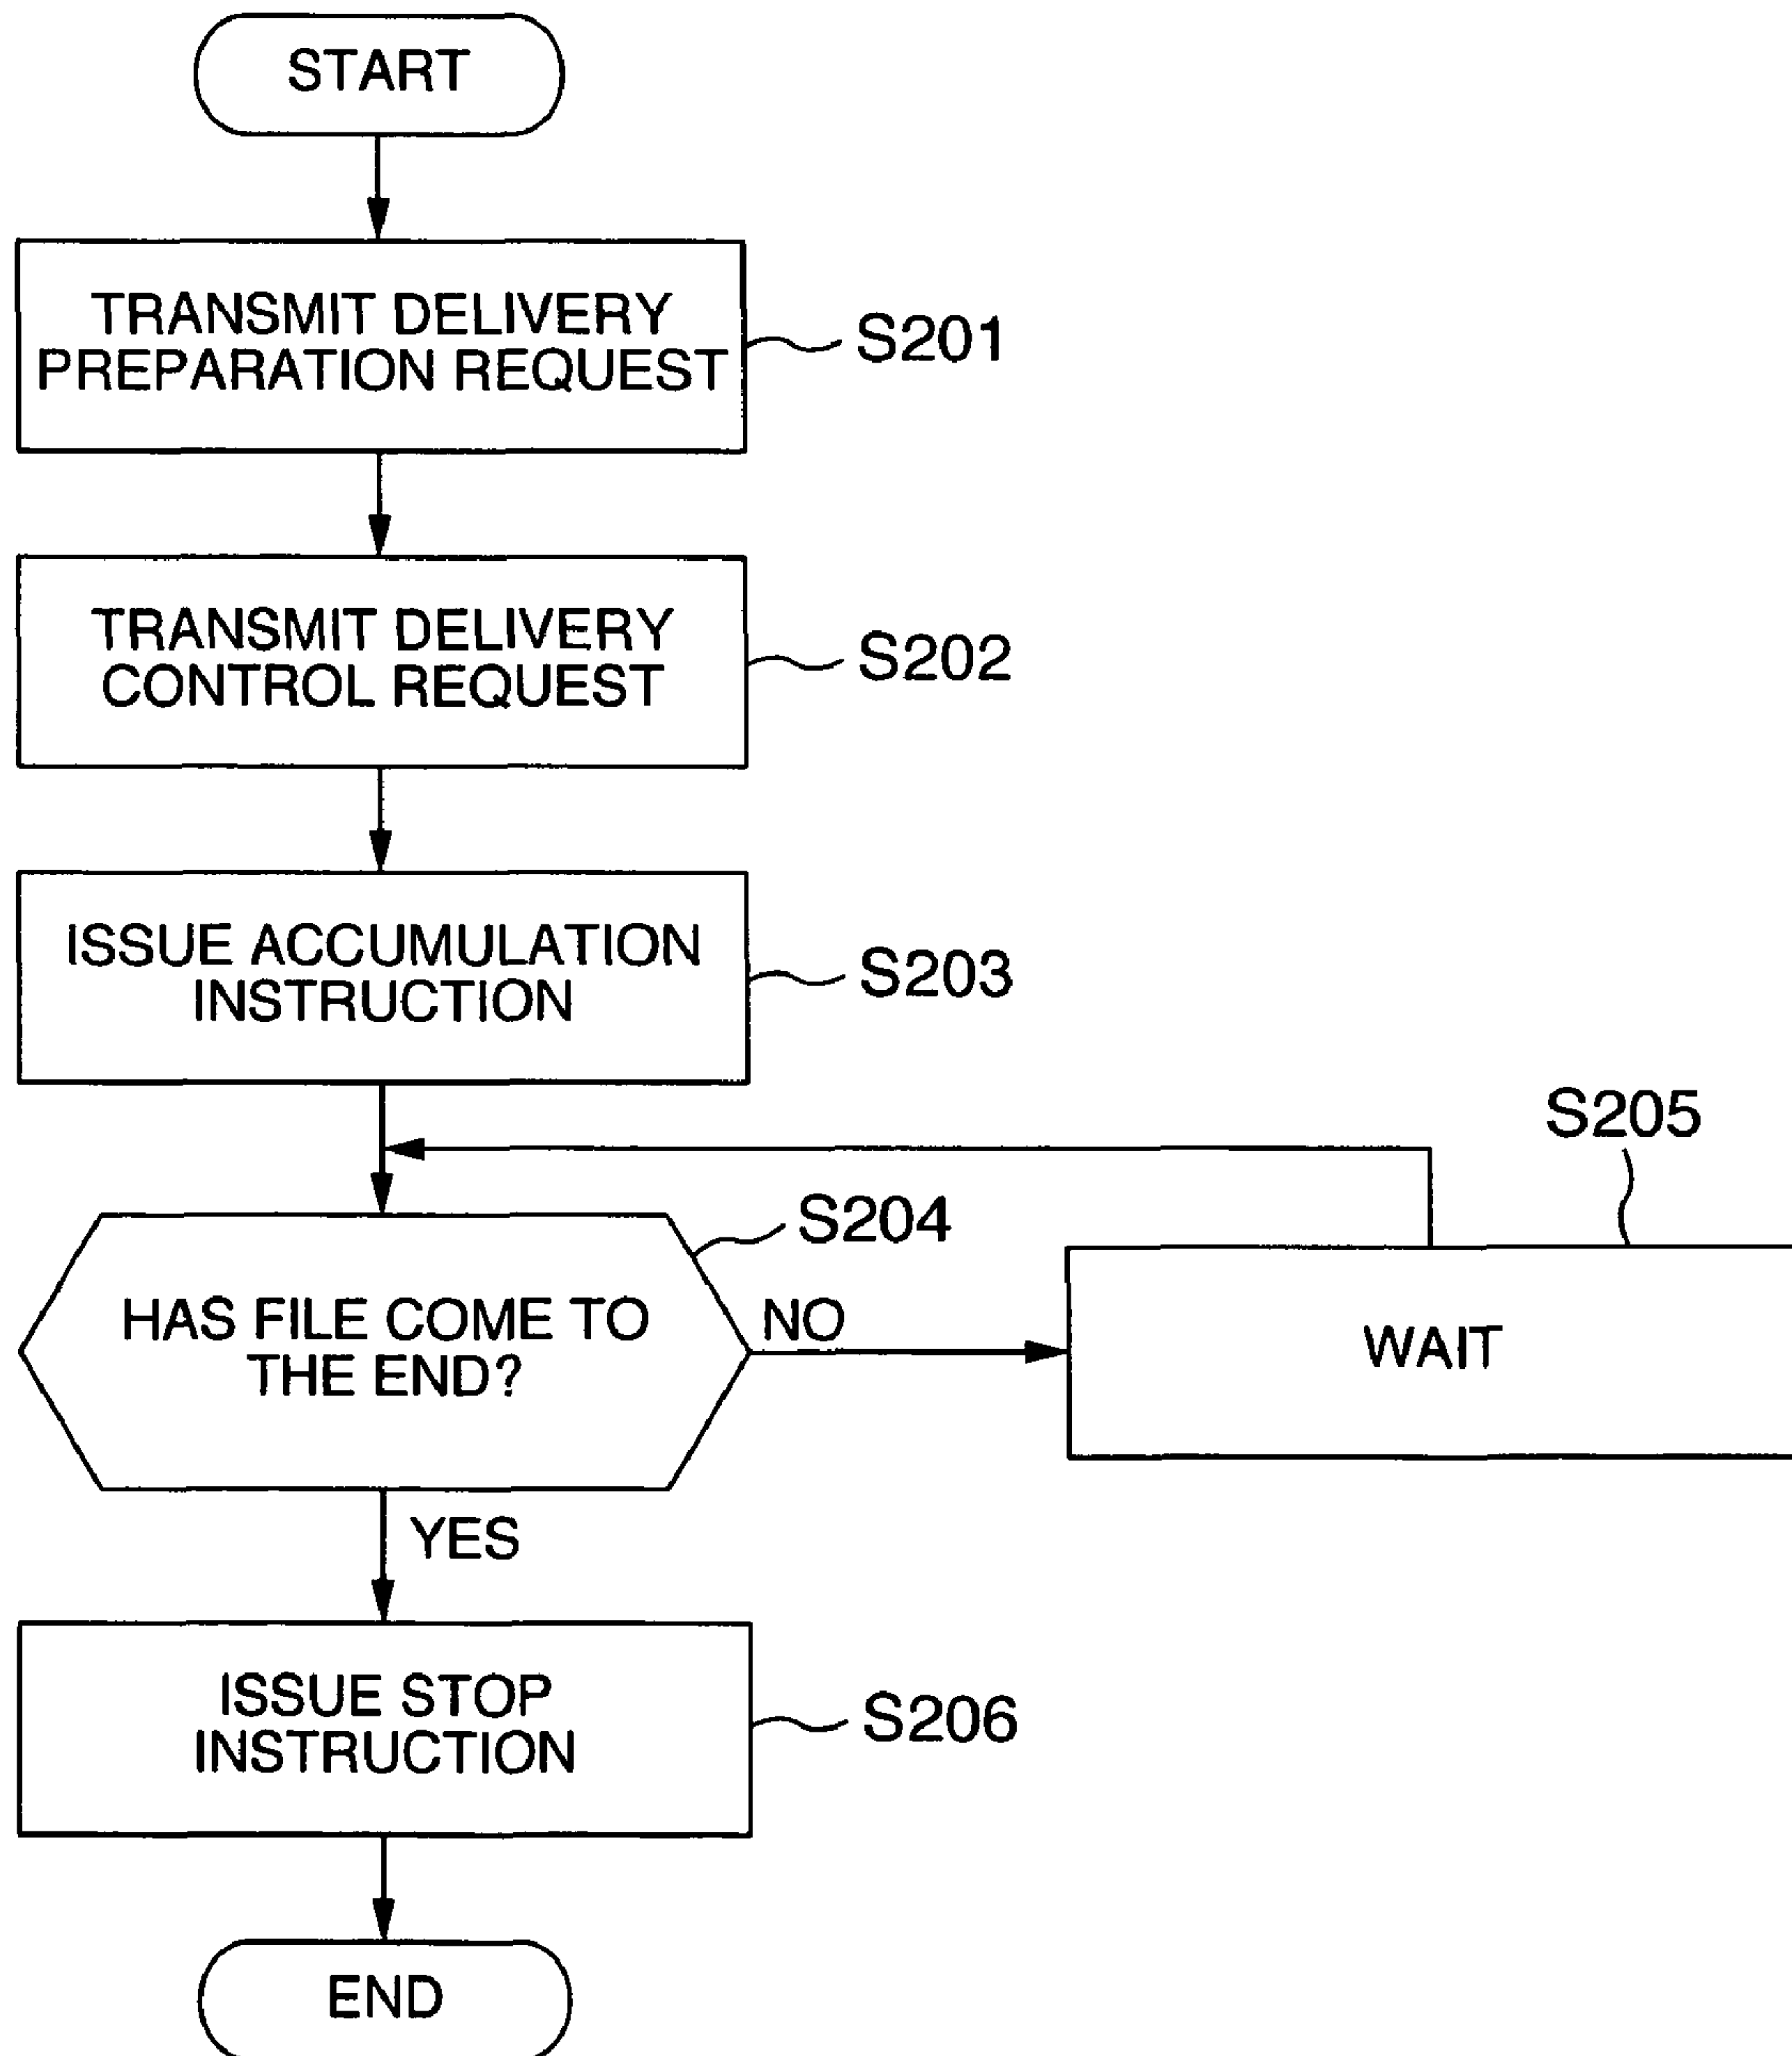 START
TRANSMIT DELIVERY
PREPARATION REQUEST
S201
TRANSMIT DELIVERY
CONTROL REQUEST
S202
ISSUE ACCUMULATION
INSTRUCTION
S203
S205
S204
HAS FILE COME TO
THE END?
NO
WAIT
YES
ISSUE STOP
INSTRUCTION
S206
END